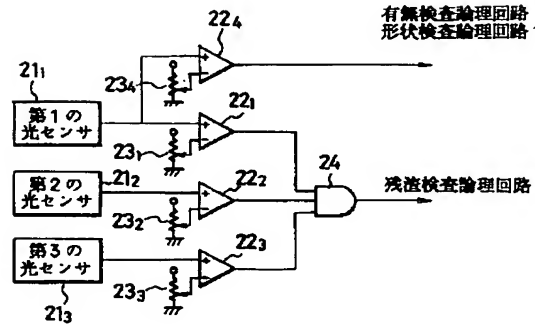 有無検査論理回路
形状検査論理回路
22₄
23₄
21₁
第1の
光センサ
22₁
23₁
24
21₂
第2の
光センサ
22₂
23₂
残渣検査論理回路
第3の
光センサ
22₃
23₃
21₃